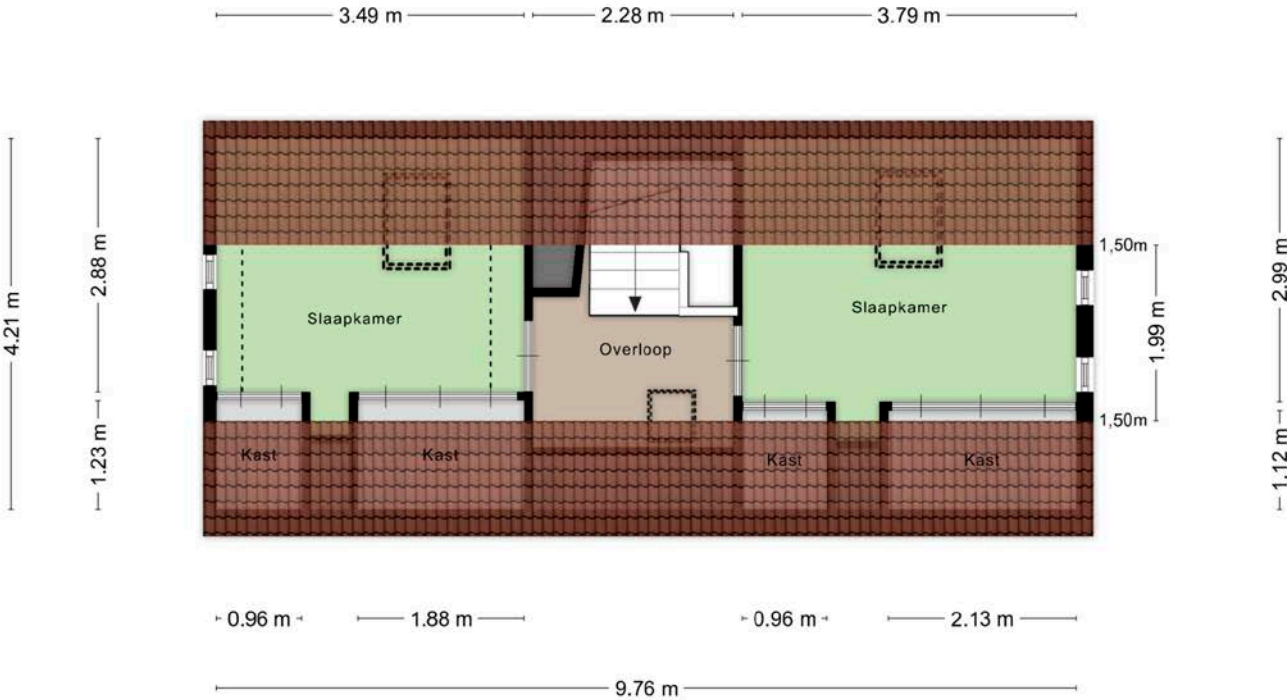 3.49 m
2.28 m
3.79 m
4.21 m
2.88 m
1.23 m
Slaapkamer
Overloop
Slaapkamer
1,50m
1.99 m
1,50m
2.99 m
1.12 m
Kast
Kast
Kast
Kast
0.96 m
1.88 m
0.96 m
2.13 m
9.76 m